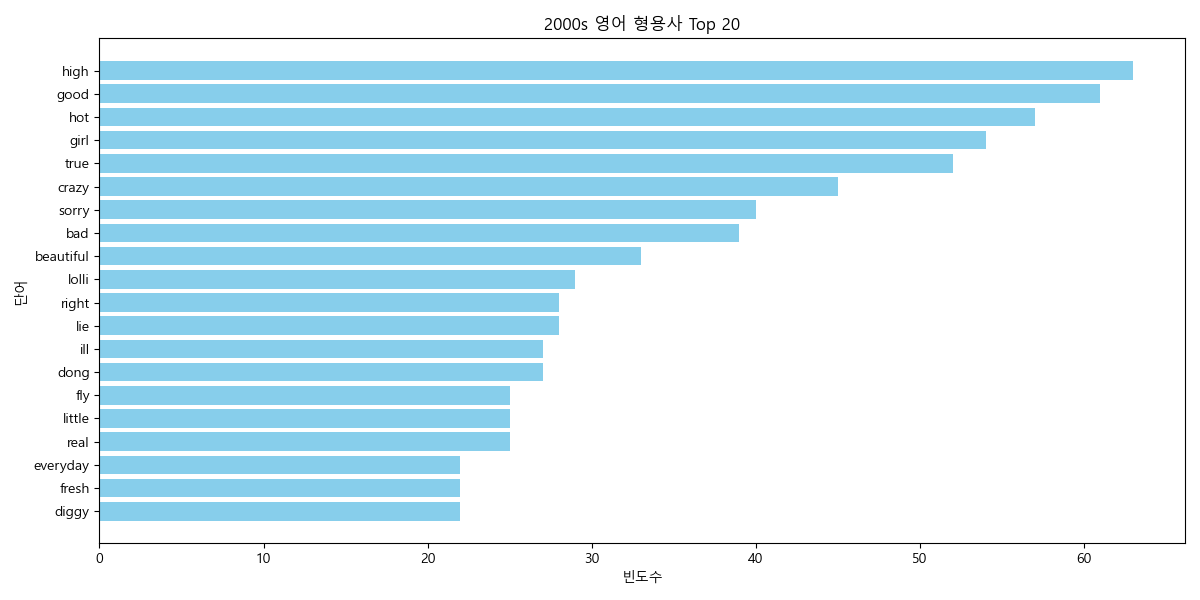 2000s 영어 형용사 Top 20
단어
high
good
hot
girl
true
crazy
sorry
bad
beautiful
lolli
right
lie
ill
dong
fly
little
real
everyday
fresh
diggy
0 10 20 30 40 50 60
빈도수